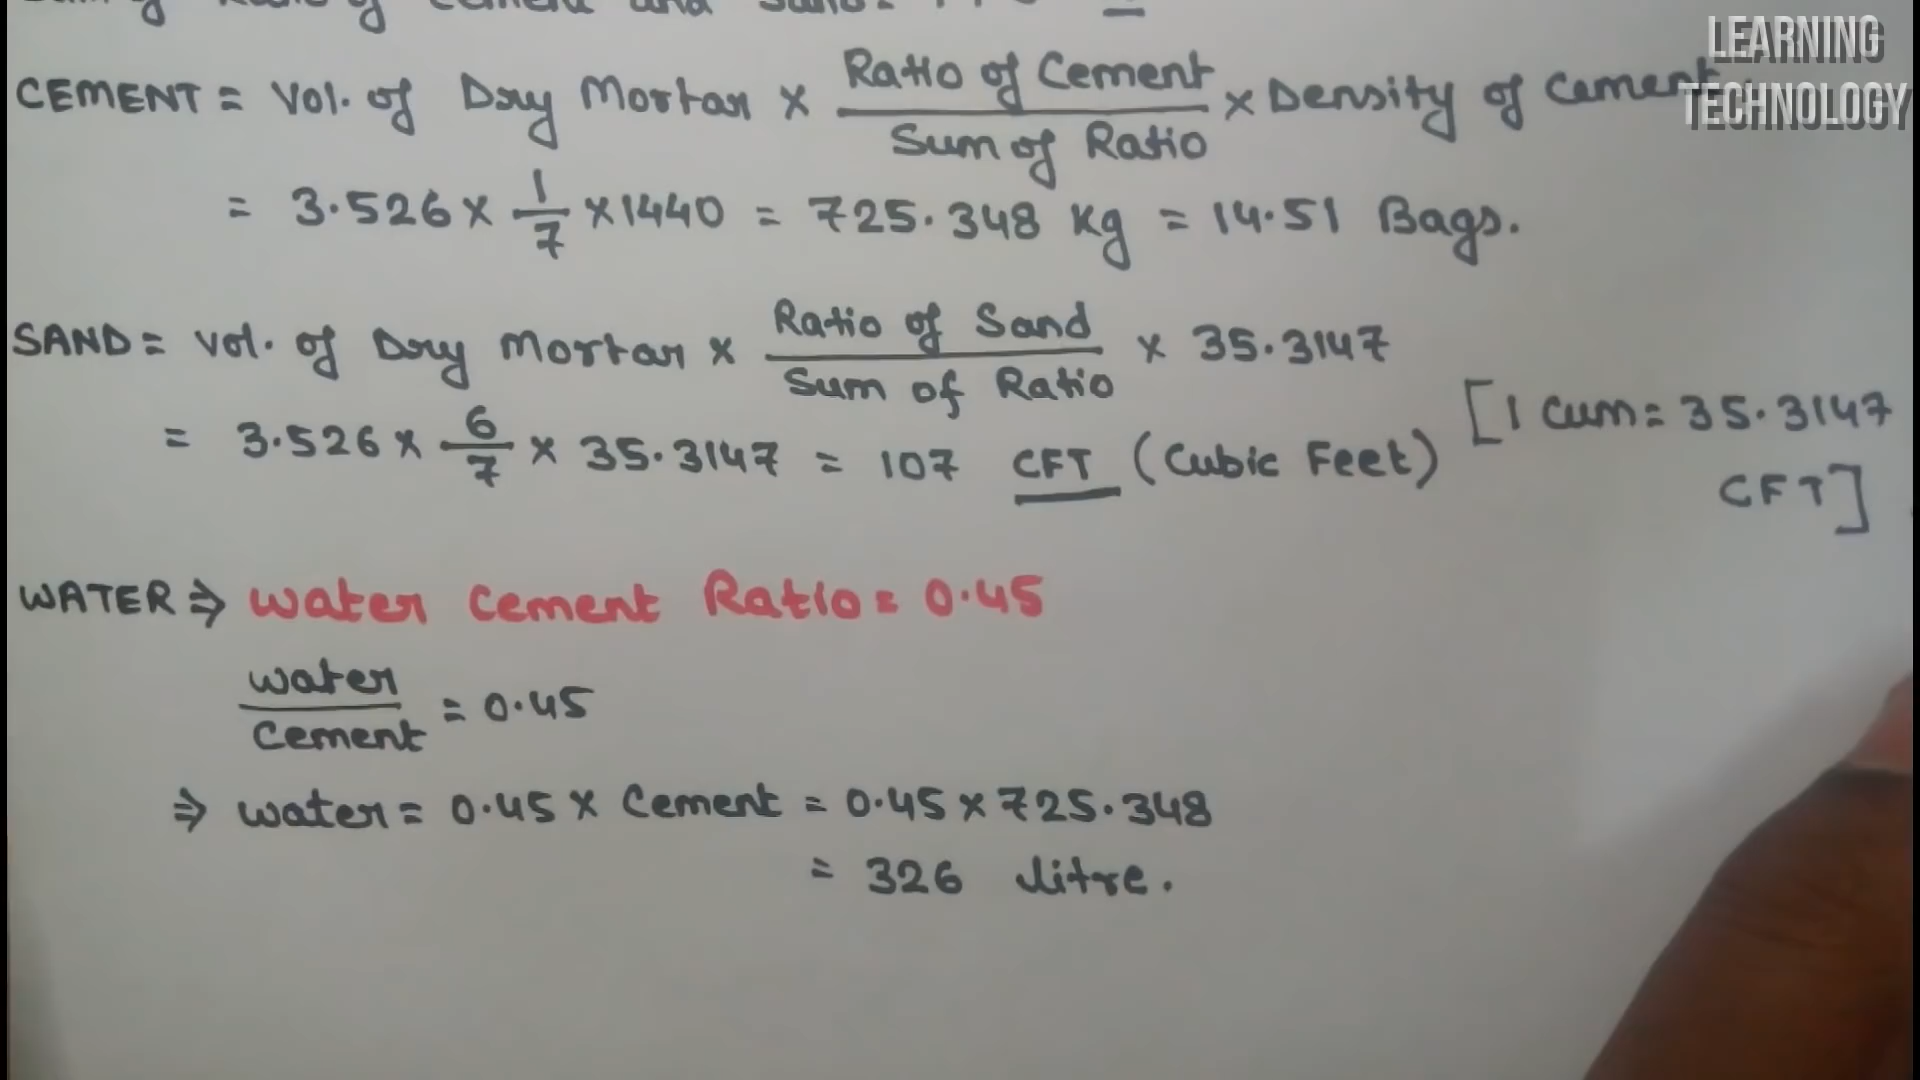 LEARNING
TECHNOLOGY
Cement and Sand =
CEMENT = Vol. of Dry Mortar × Ratio of Cement / Sum of Ratio × Density of Cement
= 3.526 × 1/7 × 1440 = 725.348 Kg = 14.51 Bags.
SAND = Vol. of Dry Mortar × Ratio of Sand / Sum of Ratio × 35.3147
= 3.526 × 6/7 × 35.3147 = 107 CFT (Cubic Feet) [1 Cum = 35.3147
CFT]
WATER ⇒ Water Cement Ratio = 0.45
Water / Cement = 0.45
⇒ Water = 0.45 × Cement = 0.45 × 725.348
= 326 litre.